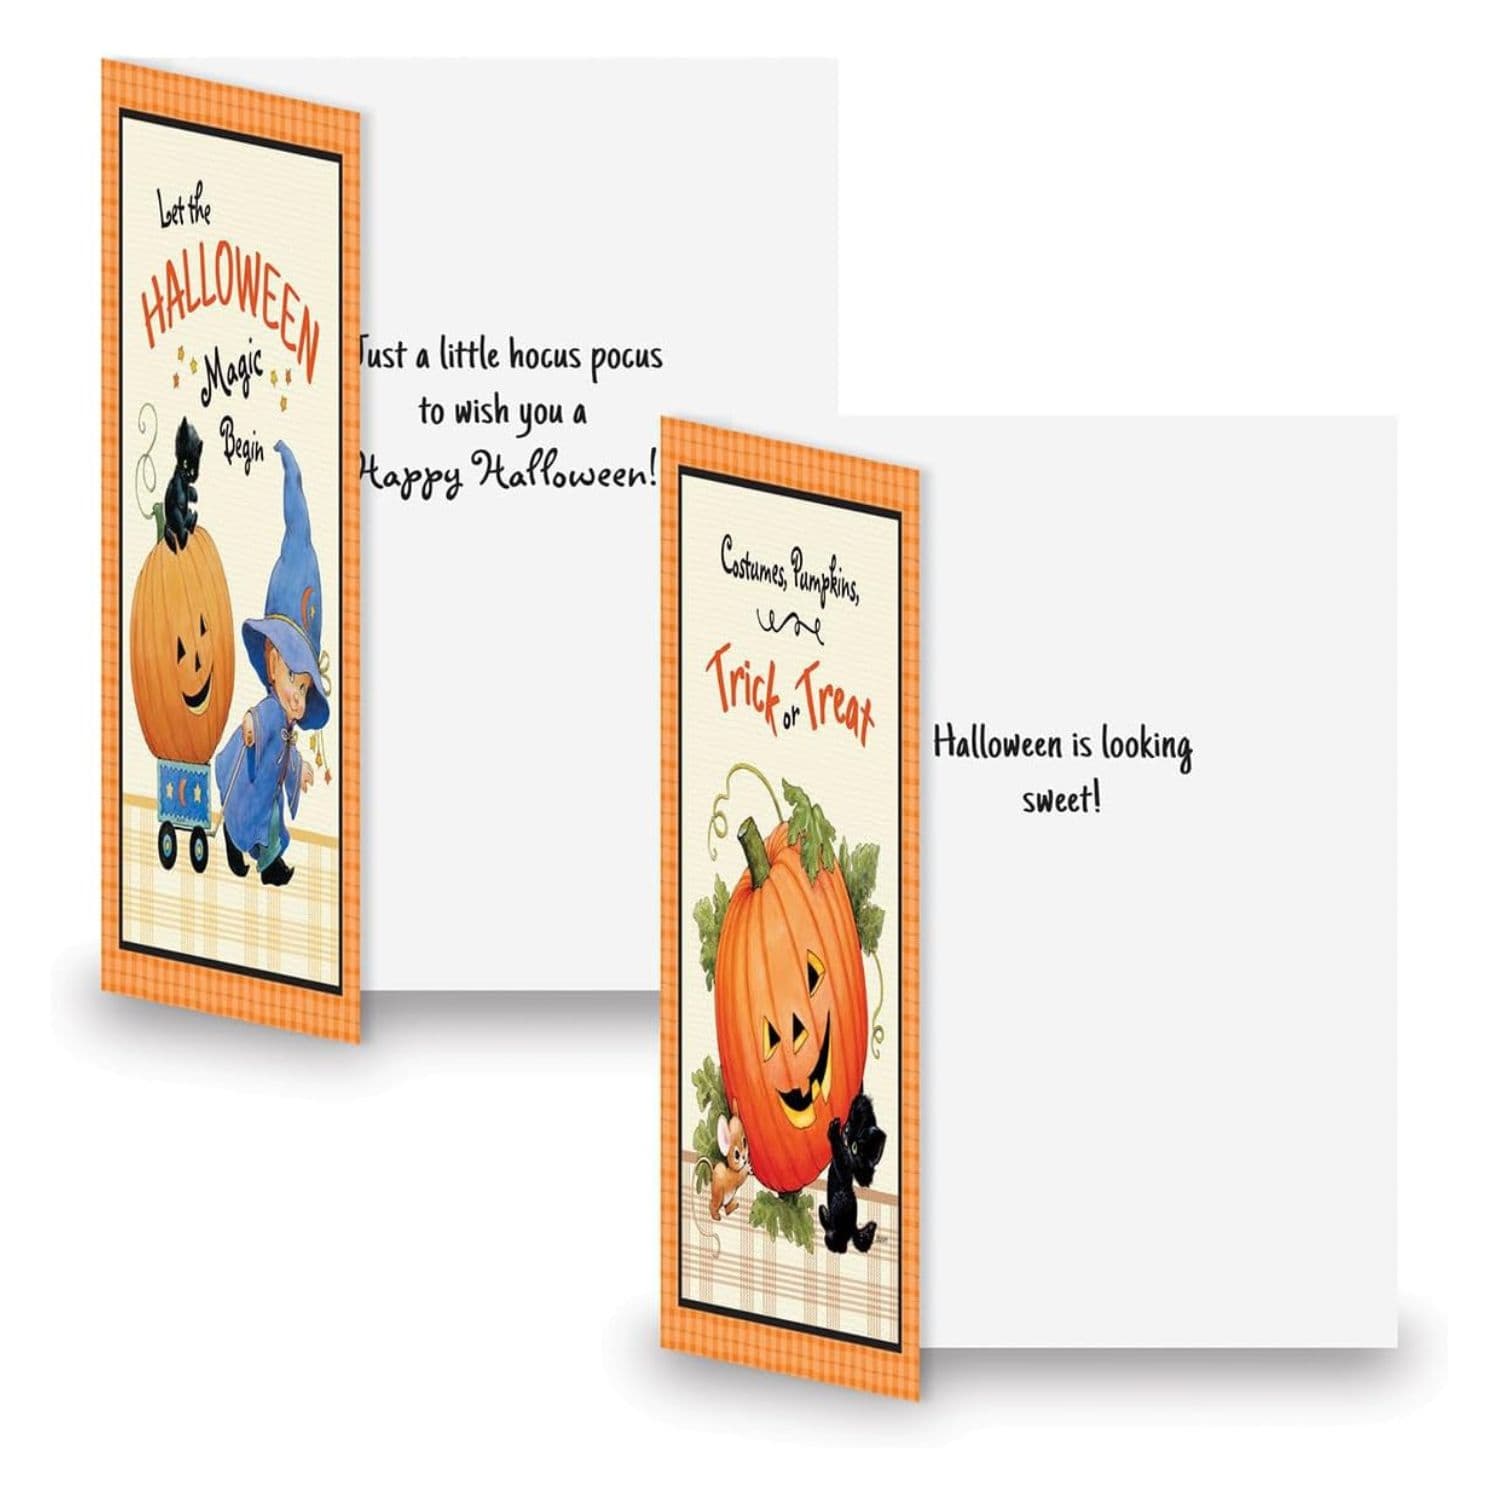 Let the
HALLOWEEN
Magic
Begin
Just a little hocus pocus
to wish you a
Happy Halloween!
Costumes, Pumpkins,
Trick or Treat
Halloween is looking
sweet!